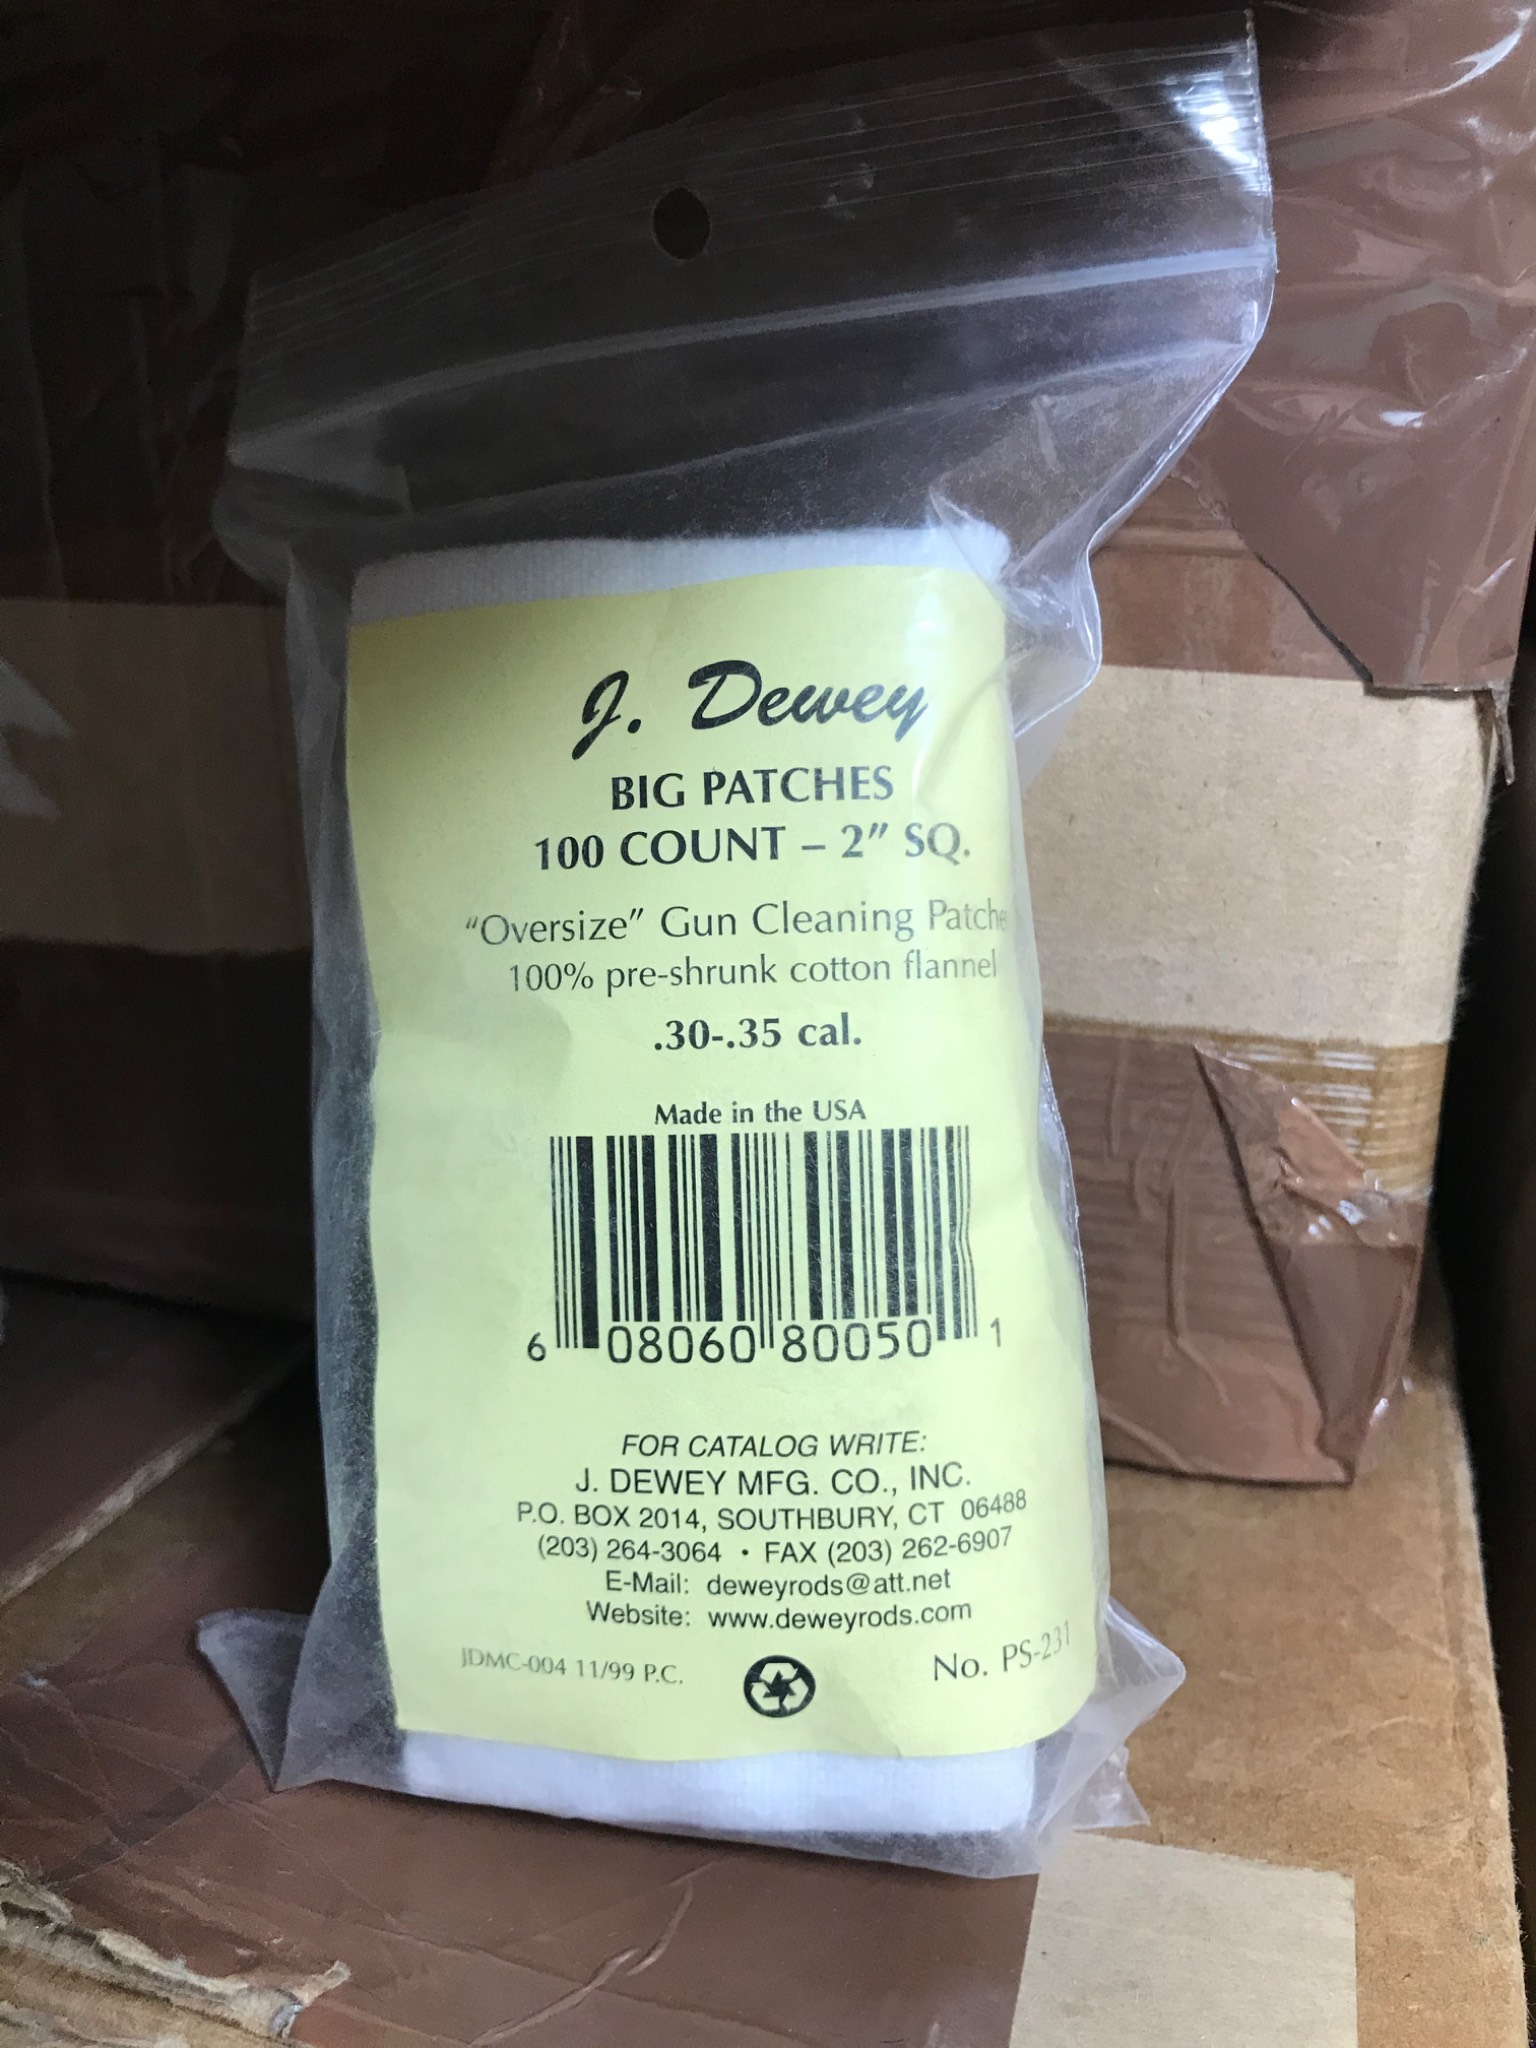 J. Dewey
BIG PATCHES
100 COUNT – 2" SQ.
"Oversize" Gun Cleaning Patche
100% pre-shrunk cotton flannel
.30-.35 cal.
Made in the USA
6 08060 80050 1
FOR CATALOG WRITE:
J. DEWEY MFG. CO., INC.
P.O. BOX 2014, SOUTHBURY, CT 06488
(203) 264-3064 • FAX (203) 262-6907
E-Mail: deweyrods@att.net
Website: www.deweyrods.com
JDMC-004 11/99 P.C.
No. PS-231